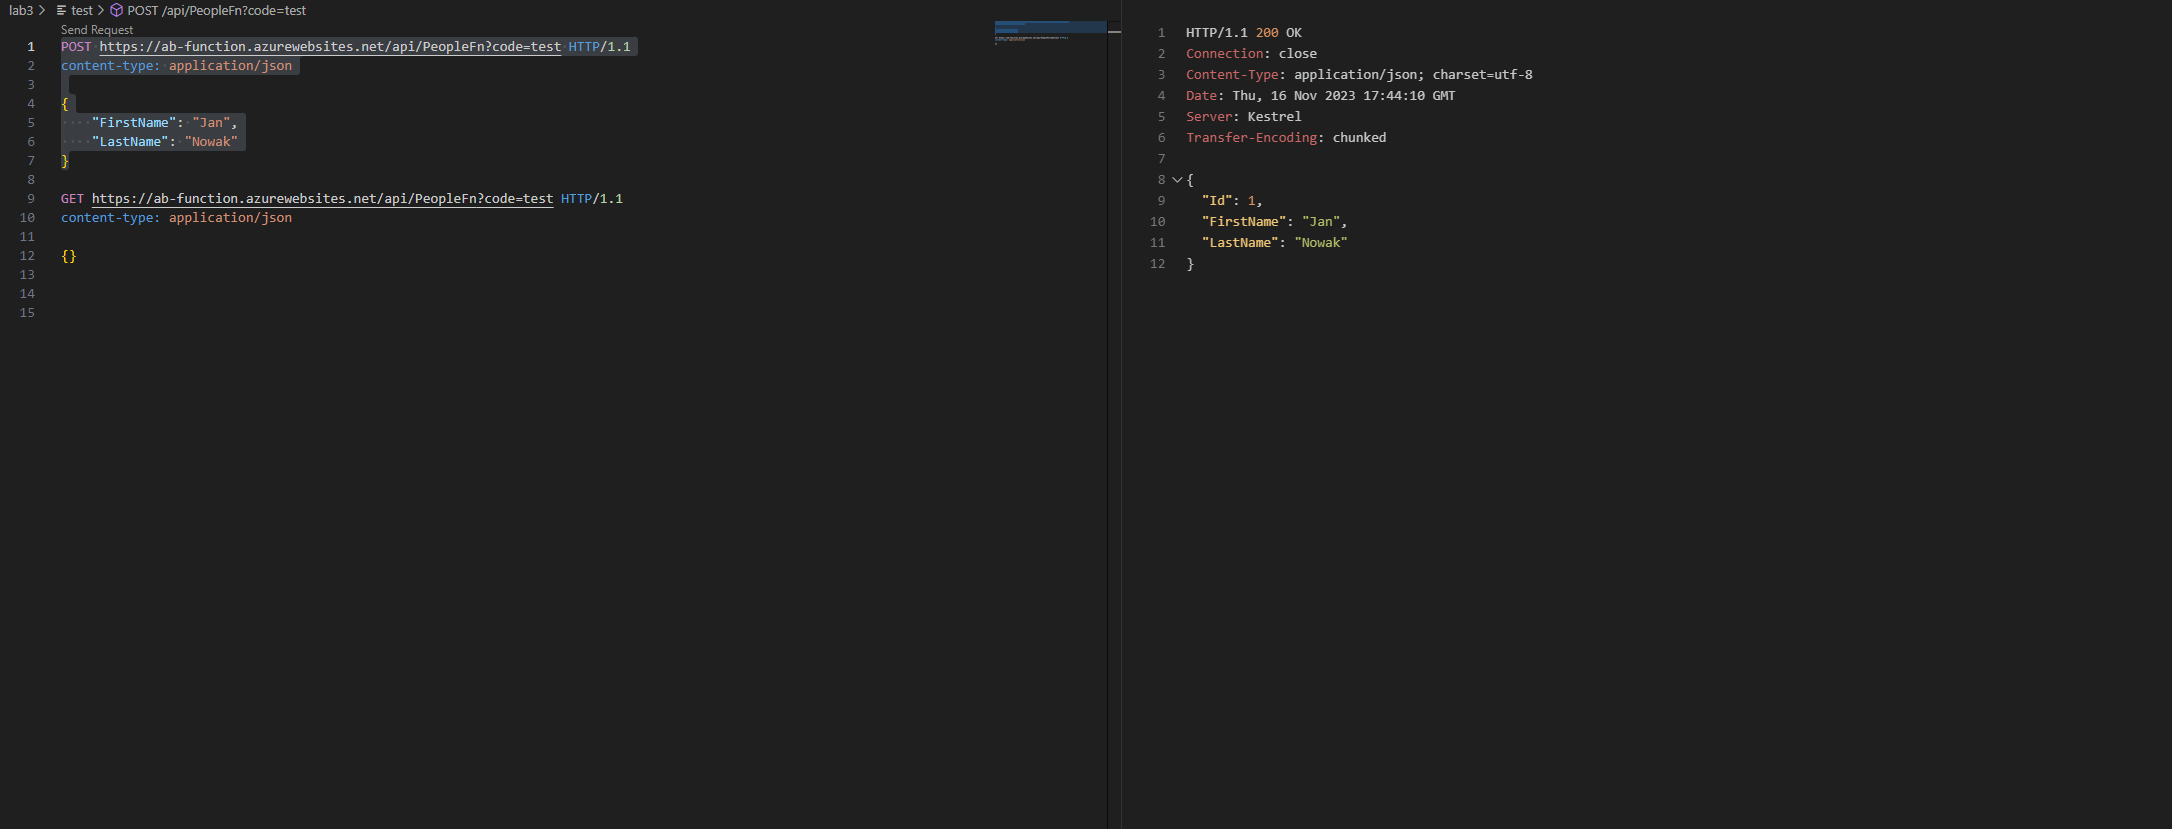 lab3 > test > POST /api/PeopleFn?code=test
Send Request
1 POST https://ab-function.azurewebsites.net/api/PeopleFn?code=test HTTP/1.1
2 content-type: application/json
3
4 {
5 "FirstName": "Jan",
6 "LastName": "Nowak"
7 }
8
9 GET https://ab-function.azurewebsites.net/api/PeopleFn?code=test HTTP/1.1
10 content-type: application/json
11
12 {}
13
14
15
1 HTTP/1.1 200 OK
2 Connection: close
3 Content-Type: application/json; charset=utf-8
4 Date: Thu, 16 Nov 2023 17:44:10 GMT
5 Server: Kestrel
6 Transfer-Encoding: chunked
7
8 {
9 "Id": 1,
10 "FirstName": "Jan",
11 "LastName": "Nowak"
12 }